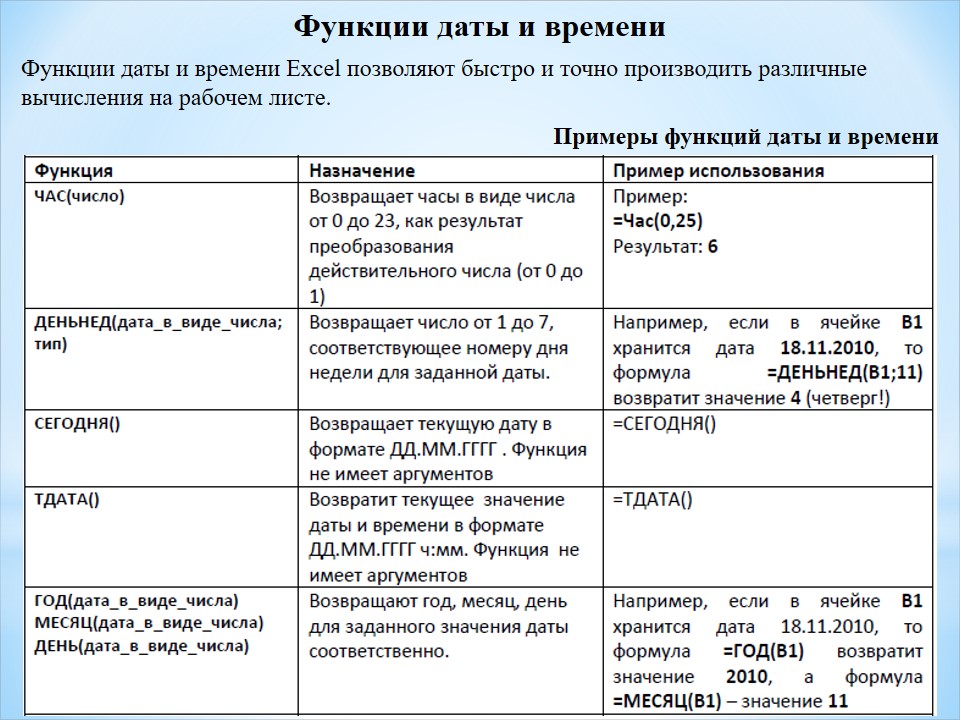 Функции даты и времени
Функции даты и времени Excel позволяют быстро и точно производить различные
вычисления на рабочем листе.
Примеры функций даты и времени
Функция
Назначение
Пример использования
ЧАС(число)
Возвращает часы в виде числа
от 0 до 23, как результат
преобразования
действительного числа (от 0 до
1)
Пример:
=Час(0,25)
Результат: 6
ДЕНЬНЕД(дата_в_виде_числа;
тип)
Возвращает число от 1 до 7,
соответствующее номеру дня
недели для заданной даты.
Например, если в ячейке B1
хранится дата 18.11.2010, то
формула =ДЕНЬНЕД(B1;11)
возвратит значение 4 (четверг!)
СЕГОДНЯ()
Возвращает текущую дату в
формате ДД.ММ.ГГГГ . Функция
не имеет аргументов
=СЕГОДНЯ()
ТДАТА()
Возвратит текущее значение
даты и времени в формате
ДД.ММ.ГГГГ ч:мм. Функция не
имеет аргументов
=ТДАТА()
ГОД(дата_в_виде_числа)
МЕСЯЦ(дата_в_виде_числа)
ДЕНЬ(дата_в_виде_числа)
Возвращают год, месяц, день
для заданного значения даты
соответственно.
Например, если в ячейке B1
хранится дата 18.11.2010, то
формула =ГОД(B1) возвратит
значение 2010, а формула
=МЕСЯЦ(B1) – значение 11